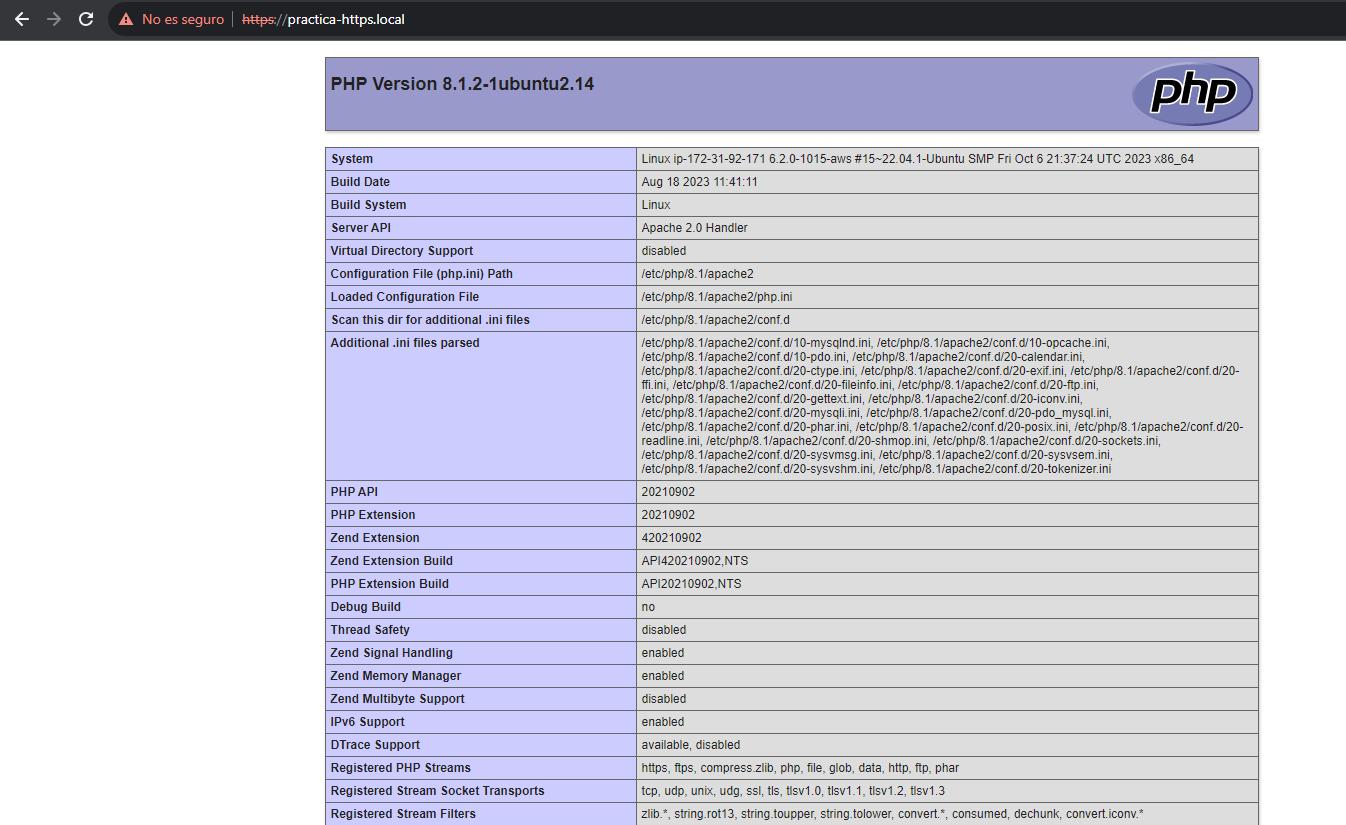 No es seguro https://practica-https.local
PHP Version 8.1.2-1ubuntu2.14
php
System Linux ip-172-31-92-171 6.2.0-1015-aws #15~22.04.1-Ubuntu SMP Fri Oct 6 21:37:24 UTC 2023 x86_64
Build Date Aug 18 2023 11:41:11
Build System Linux
Server API Apache 2.0 Handler
Virtual Directory Support disabled
Configuration File (php.ini) Path /etc/php/8.1/apache2
Loaded Configuration File /etc/php/8.1/apache2/php.ini
Scan this dir for additional .ini files /etc/php/8.1/apache2/conf.d
Additional .ini files parsed /etc/php/8.1/apache2/conf.d/10-mysqlnd.ini, /etc/php/8.1/apache2/conf.d/10-opcache.ini,
/etc/php/8.1/apache2/conf.d/10-pdo.ini, /etc/php/8.1/apache2/conf.d/20-calendar.ini,
/etc/php/8.1/apache2/conf.d/20-ctype.ini, /etc/php/8.1/apache2/conf.d/20-exif.ini, /etc/php/8.1/apache2/conf.d/20-
ffi.ini, /etc/php/8.1/apache2/conf.d/20-fileinfo.ini, /etc/php/8.1/apache2/conf.d/20-ftp.ini,
/etc/php/8.1/apache2/conf.d/20-gettext.ini, /etc/php/8.1/apache2/conf.d/20-iconv.ini,
/etc/php/8.1/apache2/conf.d/20-mysqli.ini, /etc/php/8.1/apache2/conf.d/20-pdo_mysql.ini,
/etc/php/8.1/apache2/conf.d/20-phar.ini, /etc/php/8.1/apache2/conf.d/20-posix.ini, /etc/php/8.1/apache2/conf.d/20-
readline.ini, /etc/php/8.1/apache2/conf.d/20-shmop.ini, /etc/php/8.1/apache2/conf.d/20-sockets.ini,
/etc/php/8.1/apache2/conf.d/20-sysvmsg.ini, /etc/php/8.1/apache2/conf.d/20-sysvsem.ini,
/etc/php/8.1/apache2/conf.d/20-sysvshm.ini, /etc/php/8.1/apache2/conf.d/20-tokenizer.ini
PHP API 20210902
PHP Extension 20210902
Zend Extension 420210902
Zend Extension Build API420210902,NTS
PHP Extension Build API20210902,NTS
Debug Build no
Thread Safety disabled
Zend Signal Handling enabled
Zend Memory Manager enabled
Zend Multibyte Support disabled
IPv6 Support enabled
DTrace Support available, disabled
Registered PHP Streams https, ftps, compress.zlib, php, file, glob, data, http, ftp, phar
Registered Stream Socket Transports tcp, udp, unix, udg, ssl, tls, tlsv1.0, tlsv1.1, tlsv1.2, tlsv1.3
Registered Stream Filters zlib.*, string.rot13, string.toupper, string.tolower, convert.*, consumed, dechunk, convert.iconv.*